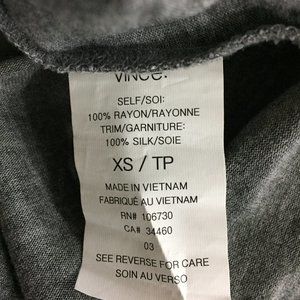 VINCE.
SELF/SOI:
100% RAYON/RAYONNE
TRIM/GARNITURE:
100% SILK/SOIE
XS / TP
MADE IN VIETNAM
FABRIQUÉ AU VIETNAM
RN# 106730
CA# 34460
03
SEE REVERSE FOR CARE
SOIN AU VERSO